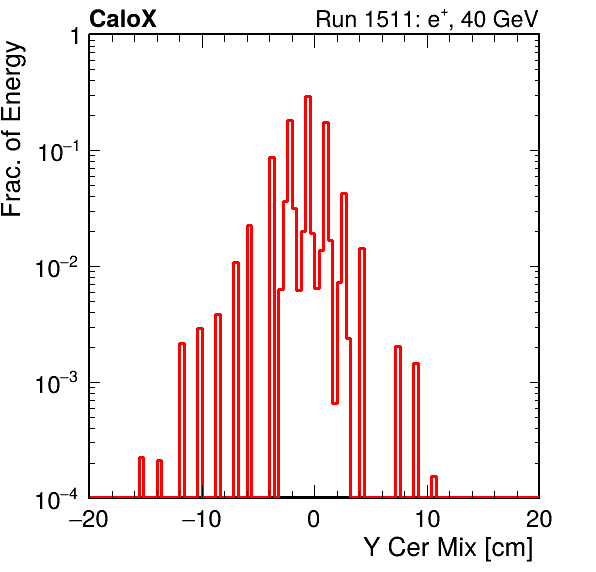 CaloX Run 1511: e⁺, 40 GeV
Frac. of Energy
1
10⁻¹
10⁻²
10⁻³
10⁻⁴
−20 −10 0 10 20
Y Cer Mix [cm]